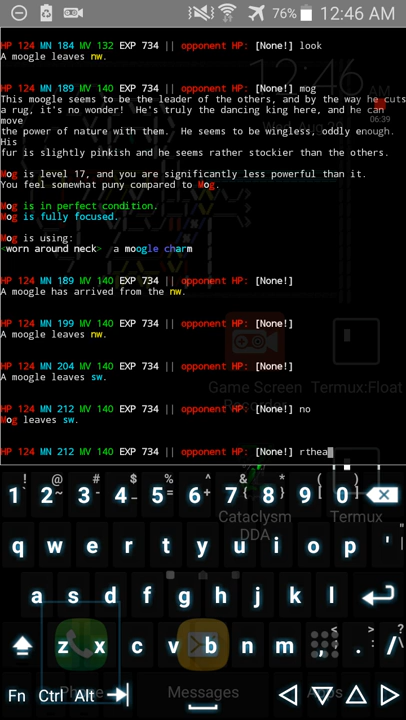 76% 12:46 AM
HP 124 MN 184 MV 132 EXP 734 || opponent HP: [None!] look
A moogle leaves nw.
HP 124 MN 189 MV 140 EXP 734 || opponent HP: [None!] mog
This moogle seems to be the leader of the others, and by the way he cuts
a rug, it's no wonder!  He's truly the dancing king here, and he can
move
the power of nature with them.  He seems to be wingless, oddly enough.
His
fur is slightly pinkish and he seems rather stockier than the others.
Mog is level 17, and you are significantly less powerful than it.
You feel somewhat puny compared to Mog.
Mog is in perfect condition.
Mog is fully focused.
Mog is using:
<worn around neck>  a moogle charm
HP 124 MN 189 MV 140 EXP 734 || opponent HP: [None!]
A moogle has arrived from the nw.
HP 124 MN 199 MV 140 EXP 734 || opponent HP: [None!]
A moogle leaves nw.
HP 124 MN 204 MV 140 EXP 734 || opponent HP: [None!]
A moogle leaves sw.
HP 124 MN 212 MV 140 EXP 734 || opponent HP: [None!] no
Mog leaves sw.
HP 124 MN 212 MV 140 EXP 734 || opponent HP: [None!] rthea
12:46
AM
06:39
Game Screen
Recorder
Termux:Float
Cataclysm
DDA
Termux
! @ # $ % ^ & * ( )
1 2 3 4 5 6 7 8 9 0
~ - = + { }
q w e r t y u i o p '
"
a s d f g h j k l
z x c v b n m , . /
< > ?
Fn Ctrl Alt
Phone
Messages
Apps